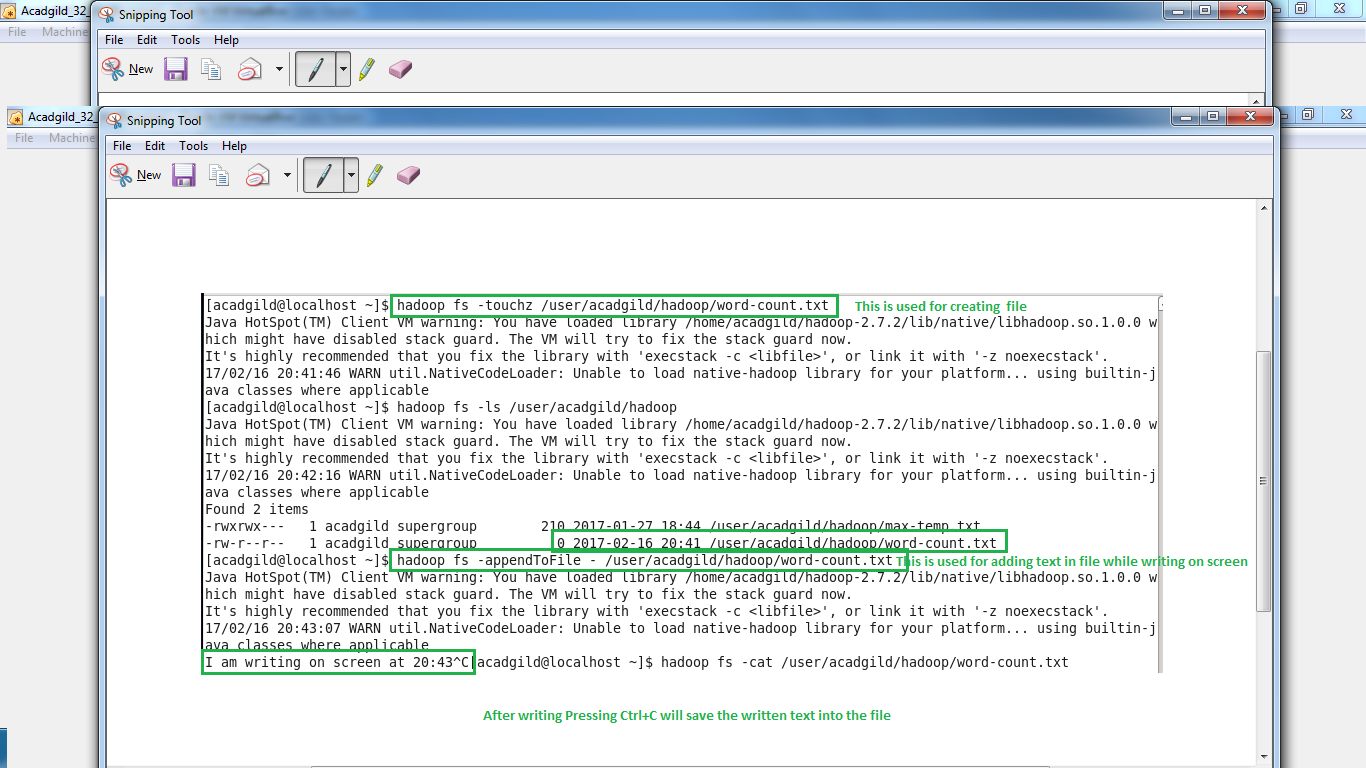 Acadgild_32_
Snipping Tool
File Machine
File Edit Tools Help
New
Acadgild_32_
Snipping Tool
File Machine
File Edit Tools Help
New
[acadgild@localhost ~]$ hadoop fs -touchz /user/acadgild/hadoop/word-count.txt This is used for creating file
Java HotSpot(TM) Client VM warning: You have loaded library /home/acadgild/hadoop-2.7.2/lib/native/libhadoop.so.1.0.0 w
hich might have disabled stack guard. The VM will try to fix the stack guard now.
It's highly recommended that you fix the library with 'execstack -c <libfile>', or link it with '-z noexecstack'.
17/02/16 20:41:46 WARN util.NativeCodeLoader: Unable to load native-hadoop library for your platform... using builtin-j
ava classes where applicable
[acadgild@localhost ~]$ hadoop fs -ls /user/acadgild/hadoop
Java HotSpot(TM) Client VM warning: You have loaded library /home/acadgild/hadoop-2.7.2/lib/native/libhadoop.so.1.0.0 w
hich might have disabled stack guard. The VM will try to fix the stack guard now.
It's highly recommended that you fix the library with 'execstack -c <libfile>', or link it with '-z noexecstack'.
17/02/16 20:42:16 WARN util.NativeCodeLoader: Unable to load native-hadoop library for your platform... using builtin-j
ava classes where applicable
Found 2 items
-rwxrwx--- 1 acadgild supergroup 210 2017-01-27 18:44 /user/acadgild/hadoop/max-temp.txt
-rw-r--r-- 1 acadgild supergroup 0 2017-02-16 20:41 /user/acadgild/hadoop/word-count.txt
[acadgild@localhost ~]$ hadoop fs -appendToFile - /user/acadgild/hadoop/word-count.txt This is used for adding text in file while writing on screen
Java HotSpot(TM) Client VM warning: You have loaded library /home/acadgild/hadoop-2.7.2/lib/native/libhadoop.so.1.0.0 w
hich might have disabled stack guard. The VM will try to fix the stack guard now.
It's highly recommended that you fix the library with 'execstack -c <libfile>', or link it with '-z noexecstack'.
17/02/16 20:43:07 WARN util.NativeCodeLoader: Unable to load native-hadoop library for your platform... using builtin-j
ava classes where applicable
I am writing on screen at 20:43^C[acadgild@localhost ~]$ hadoop fs -cat /user/acadgild/hadoop/word-count.txt
After writing Pressing Ctrl+C will save the written text into the file